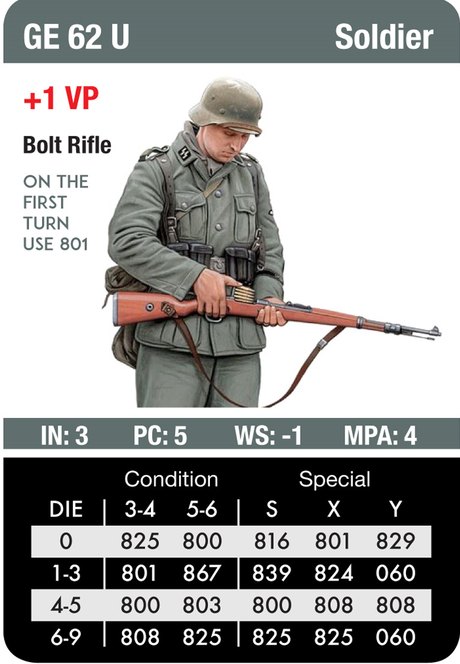 GE 62 U Soldier
+1 VP
Bolt Rifle
ON THE
FIRST
TURN
USE 801
IN: 3 PC: 5 WS: -1 MPA: 4
Condition Special
DIE 3-4 5-6 S X Y
0 825 800 816 801 829
1-3 801 867 839 824 060
4-5 800 803 800 808 808
6-9 808 825 825 825 060